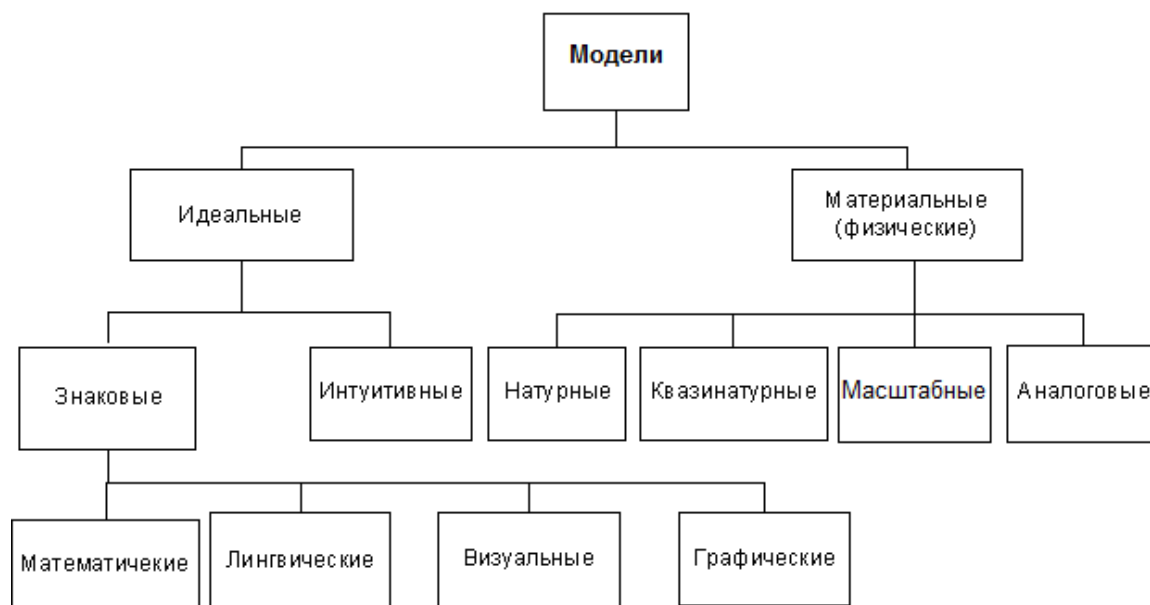 Модели
Идеальные
Материальные
(физические)
Знаковые
Интуитивные
Натурные
Квазинатурные
Масштабные
Аналоговые
Математичекие
Лингвические
Визуальные
Графические